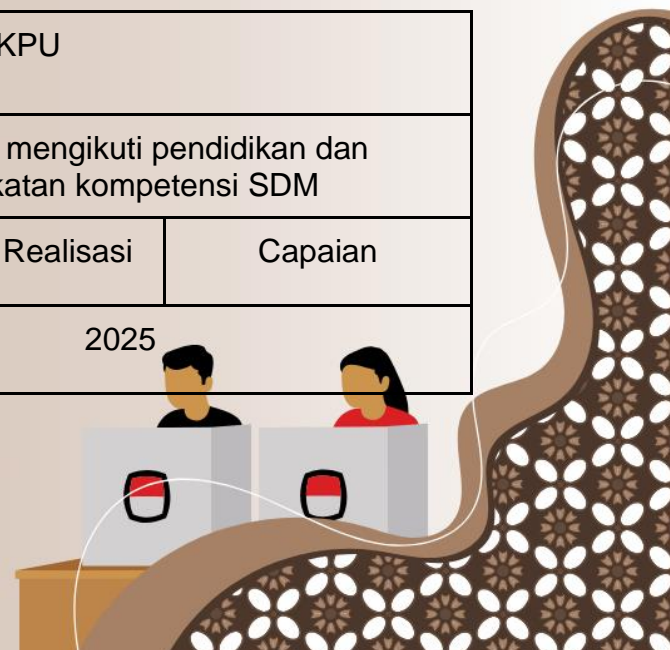 KPU
mengikuti pendidikan dan
katan kompetensi SDM
Realisasi Capaian
2025